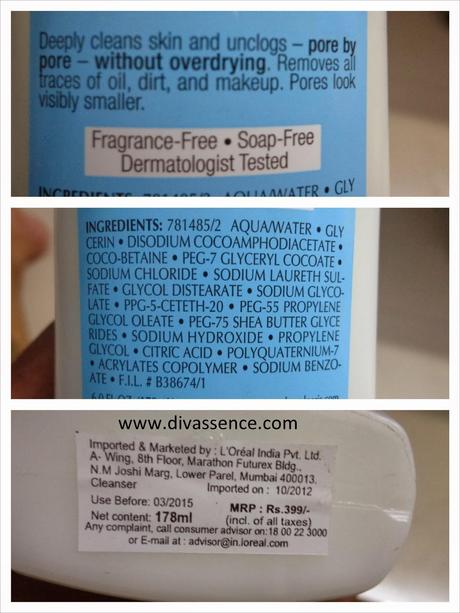 Deeply cleans skin and unclogs – pore by
pore – without overdrying. Removes all
traces of oil, dirt, and makeup. Pores look
visibly smaller.
Fragrance-Free • Soap-Free
Dermatologist Tested
INGREDIENTS: 781485/2 AQUA/WATER • GLY
INGREDIENTS: 781485/2 AQUA/WATER • GLY
CERIN • DISODIUM COCOAMPHODIACETATE •
COCO-BETAINE • PEG-7 GLYCERYL COCOATE •
SODIUM CHLORIDE • SODIUM LAURETH SUL-
FATE • GLYCOL DISTEARATE • SODIUM GLYCO-
LATE • PPG-5-CETETH-20 • PEG-55 PROPYLENE
GLYCOL OLEATE • PEG-75 SHEA BUTTER GLYCE
RIDES • SODIUM HYDROXIDE • PROPYLENE
GLYCOL • CITRIC ACID • POLYQUATERNIUM-7
• ACRYLATES COPOLYMER • SODIUM BENZO-
ATE • F.I.L. # B38674/1
www.divassence.com
Imported & Marketed by : L'Oréal India Pvt. Ltd.
A- Wing, 8th Floor, Marathon Futurex Bldg.,
N.M Joshi Marg, Lower Parel, Mumbai 400013.
Cleanser Imported on : 10/2012
Use Before: 03/2015 MRP : Rs.399/-
Net content: 178ml (incl. of all taxes)
Any complaint, call consumer advisor on:18 00 22 3000
or E-mail at : advisor@in.loreal.com